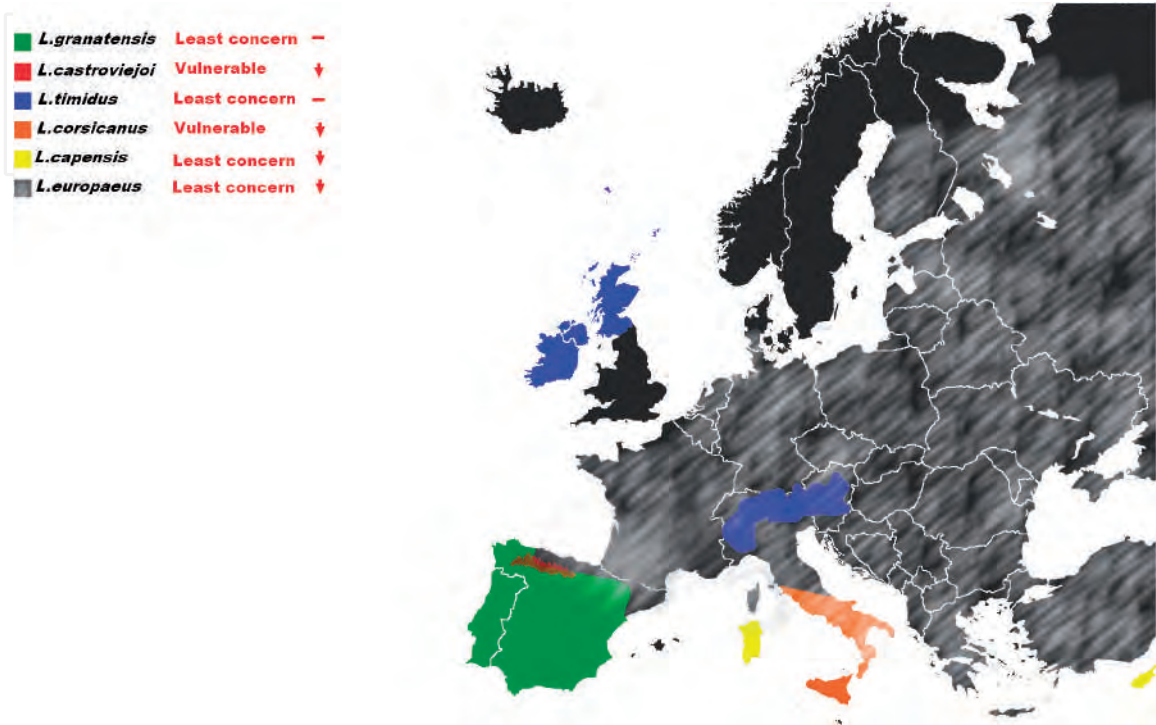 L.granatensis Least concern –
L.castroviejoi Vulnerable ↓
L.timidus Least concern –
L.corsicanus Vulnerable ↓
L.capensis Least concern ↓
L.europaeus Least concern ↓